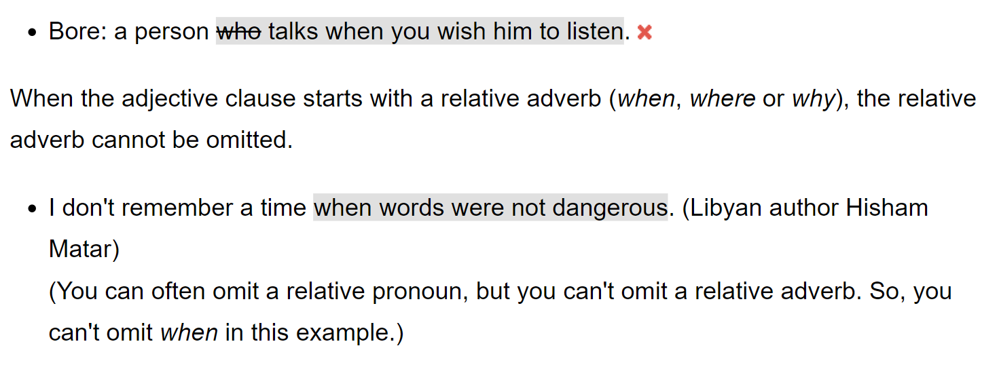 • Bore: a person who talks when you wish him to listen. ✖
When the adjective clause starts with a relative adverb (when, where or why), the relative
adverb cannot be omitted.
• I don't remember a time when words were not dangerous. (Libyan author Hisham
Matar)
(You can often omit a relative pronoun, but you can't omit a relative adverb. So, you
can't omit when in this example.)